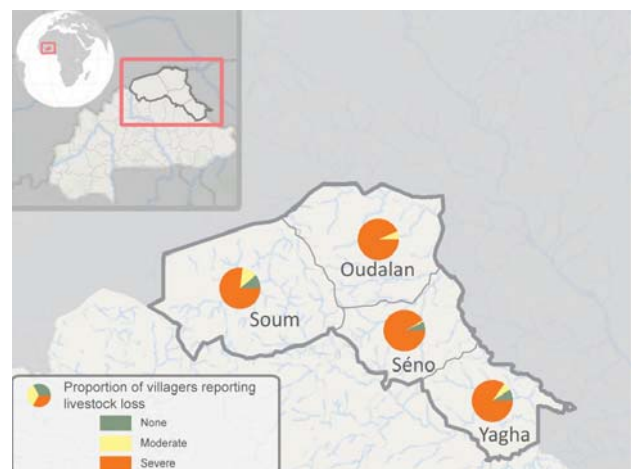 Oudalan
Soum
Séno
Yagha
Proportion of villagers reporting
livestock loss
None
Moderate
Severe